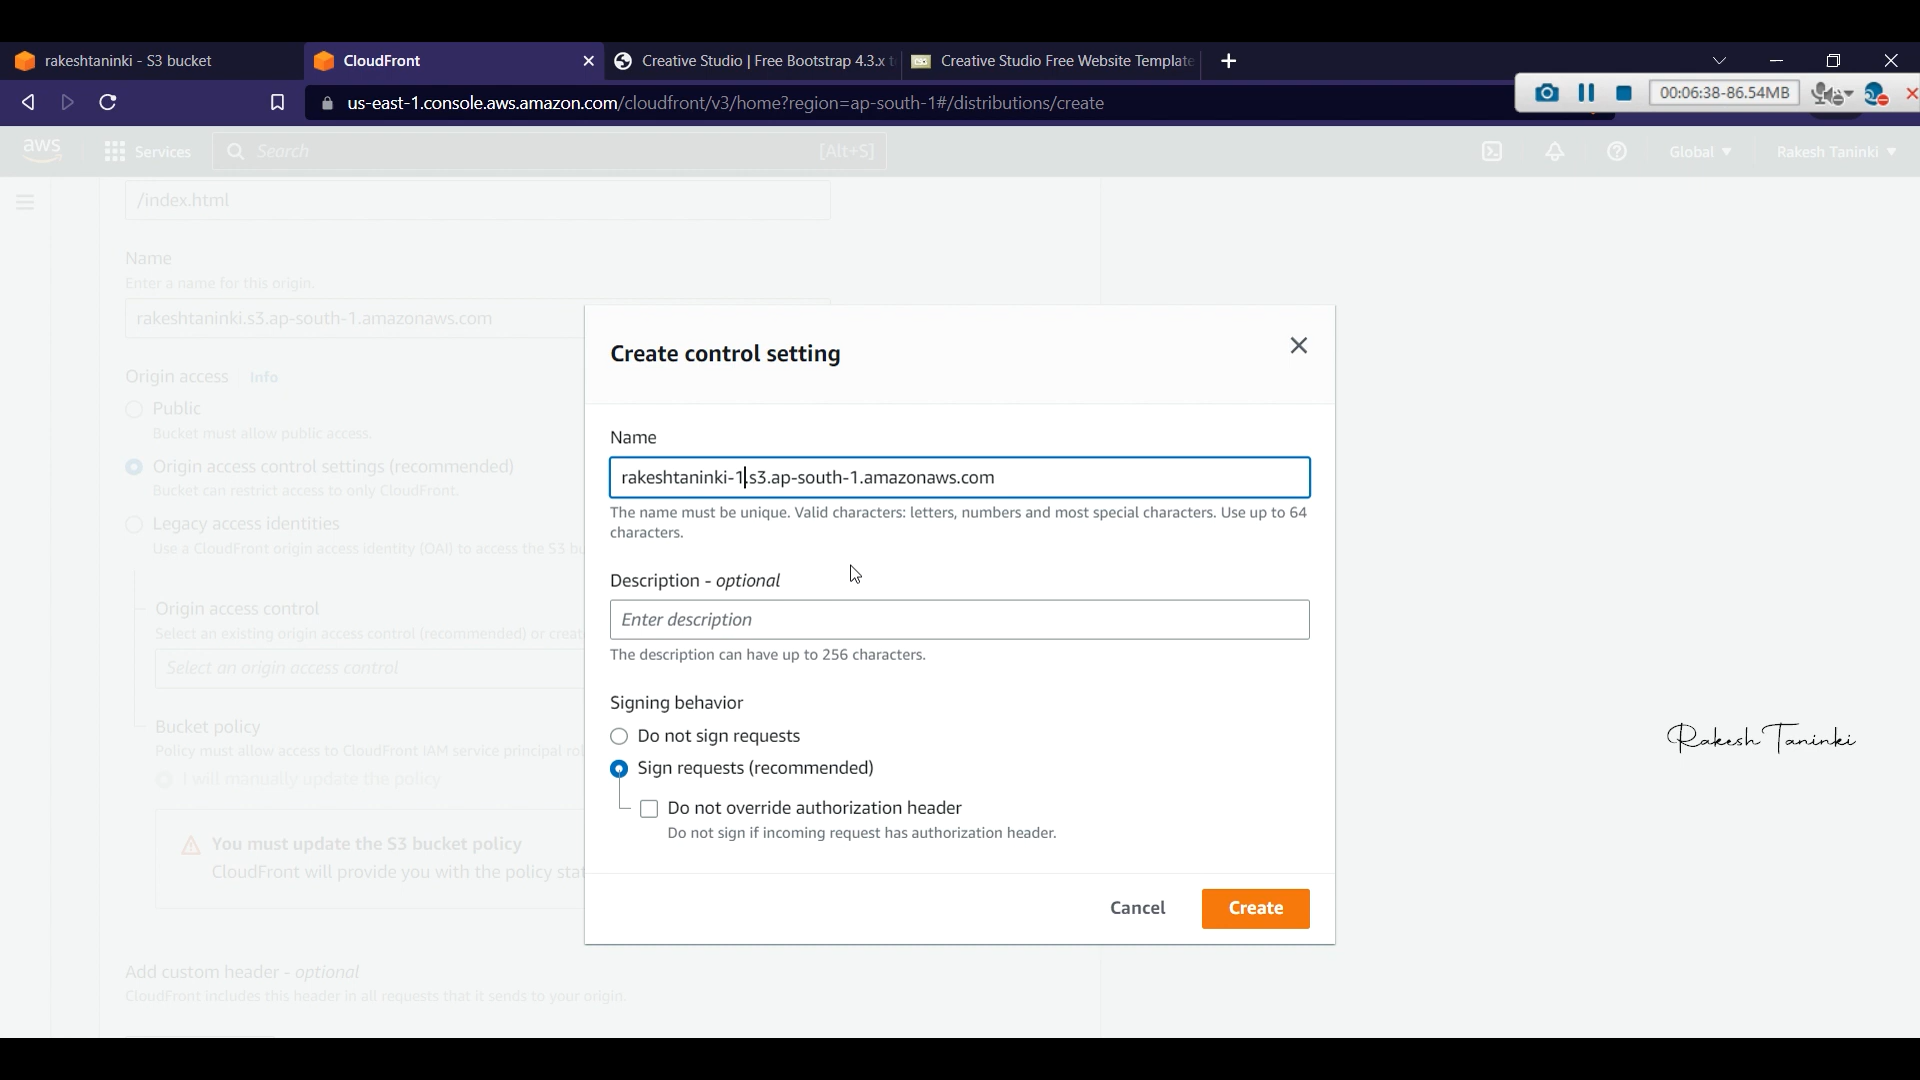 rakeshtaninki - S3 bucket
CloudFront
Creative Studio | Free Bootstrap 4.3.x t
Creative Studio Free Website Template
us-east-1.console.aws.amazon.com/cloudfront/v3/home?region=ap-south-1#/distributions/create
00:06:38-86.54MB
aws
Services
Search
[Alt+S]
Global
Rakesh Taninki
/index.html
Name
Enter a name for this origin.
rakeshtaninki.s3.ap-south-1.amazonaws.com
Origin access Info
Public
Bucket must allow public access.
Origin access control settings (recommended)
Bucket can restrict access to only CloudFront.
Legacy access identities
Use a CloudFront origin access identity (OAI) to access the S3 bu
Origin access control
Select an existing origin access control (recommended) or creat
Select an origin access control
Bucket policy
Policy must allow access to CloudFront IAM service principal rol
I will manually update the policy
You must update the S3 bucket policy
CloudFront will provide you with the policy stat
Add custom header - optional
CloudFront includes this header in all requests that it sends to your origin.
Create control setting
Name
rakeshtaninki-1.s3.ap-south-1.amazonaws.com
The name must be unique. Valid characters: letters, numbers and most special characters. Use up to 64
characters.
Description - optional
Enter description
The description can have up to 256 characters.
Signing behavior
Do not sign requests
Sign requests (recommended)
Do not override authorization header
Do not sign if incoming request has authorization header.
Cancel
Create
Rakesh Taninki